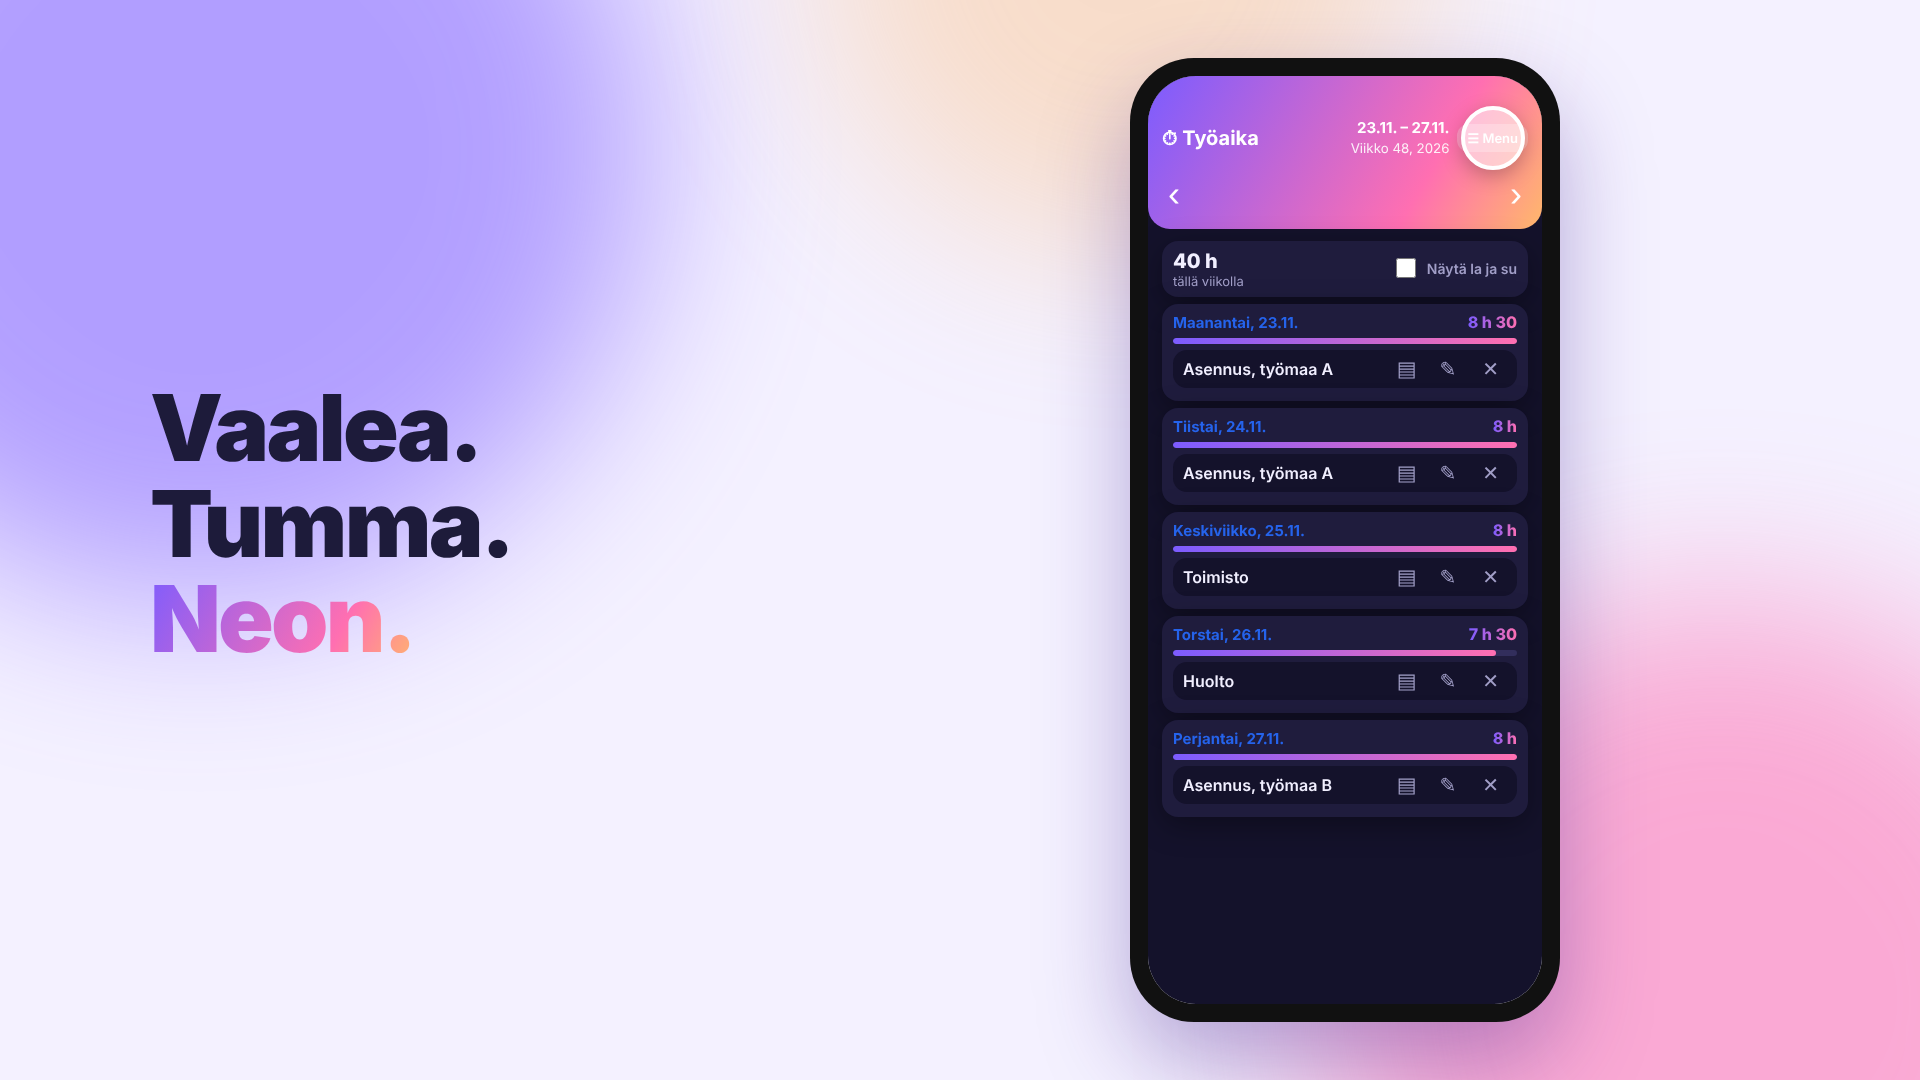 Vaalea.
Tumma.
Neon.
⏱ Työaika
23.11. – 27.11.
Viikko 48, 2026
☰ Menu
‹ ›
40 h
tällä viikolla
Näytä la ja su
Maanantai, 23.11. 8 h 30
Asennus, työmaa A ▤ ✎ ✕
Tiistai, 24.11. 8 h
Asennus, työmaa A ▤ ✎ ✕
Keskiviikko, 25.11. 8 h
Toimisto ▤ ✎ ✕
Torstai, 26.11. 7 h 30
Huolto ▤ ✎ ✕
Perjantai, 27.11. 8 h
Asennus, työmaa B ▤ ✎ ✕